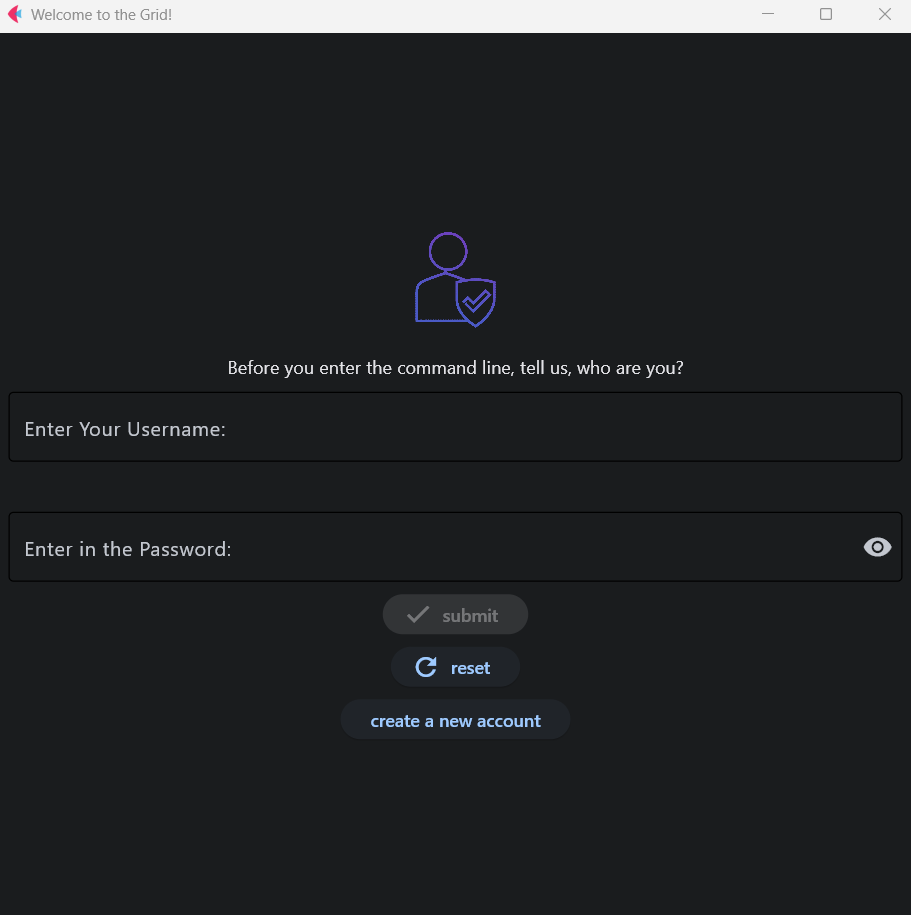 Welcome to the Grid!
Before you enter the command line, tell us, who are you?
Enter Your Username:
Enter in the Password:
submit
reset
create a new account